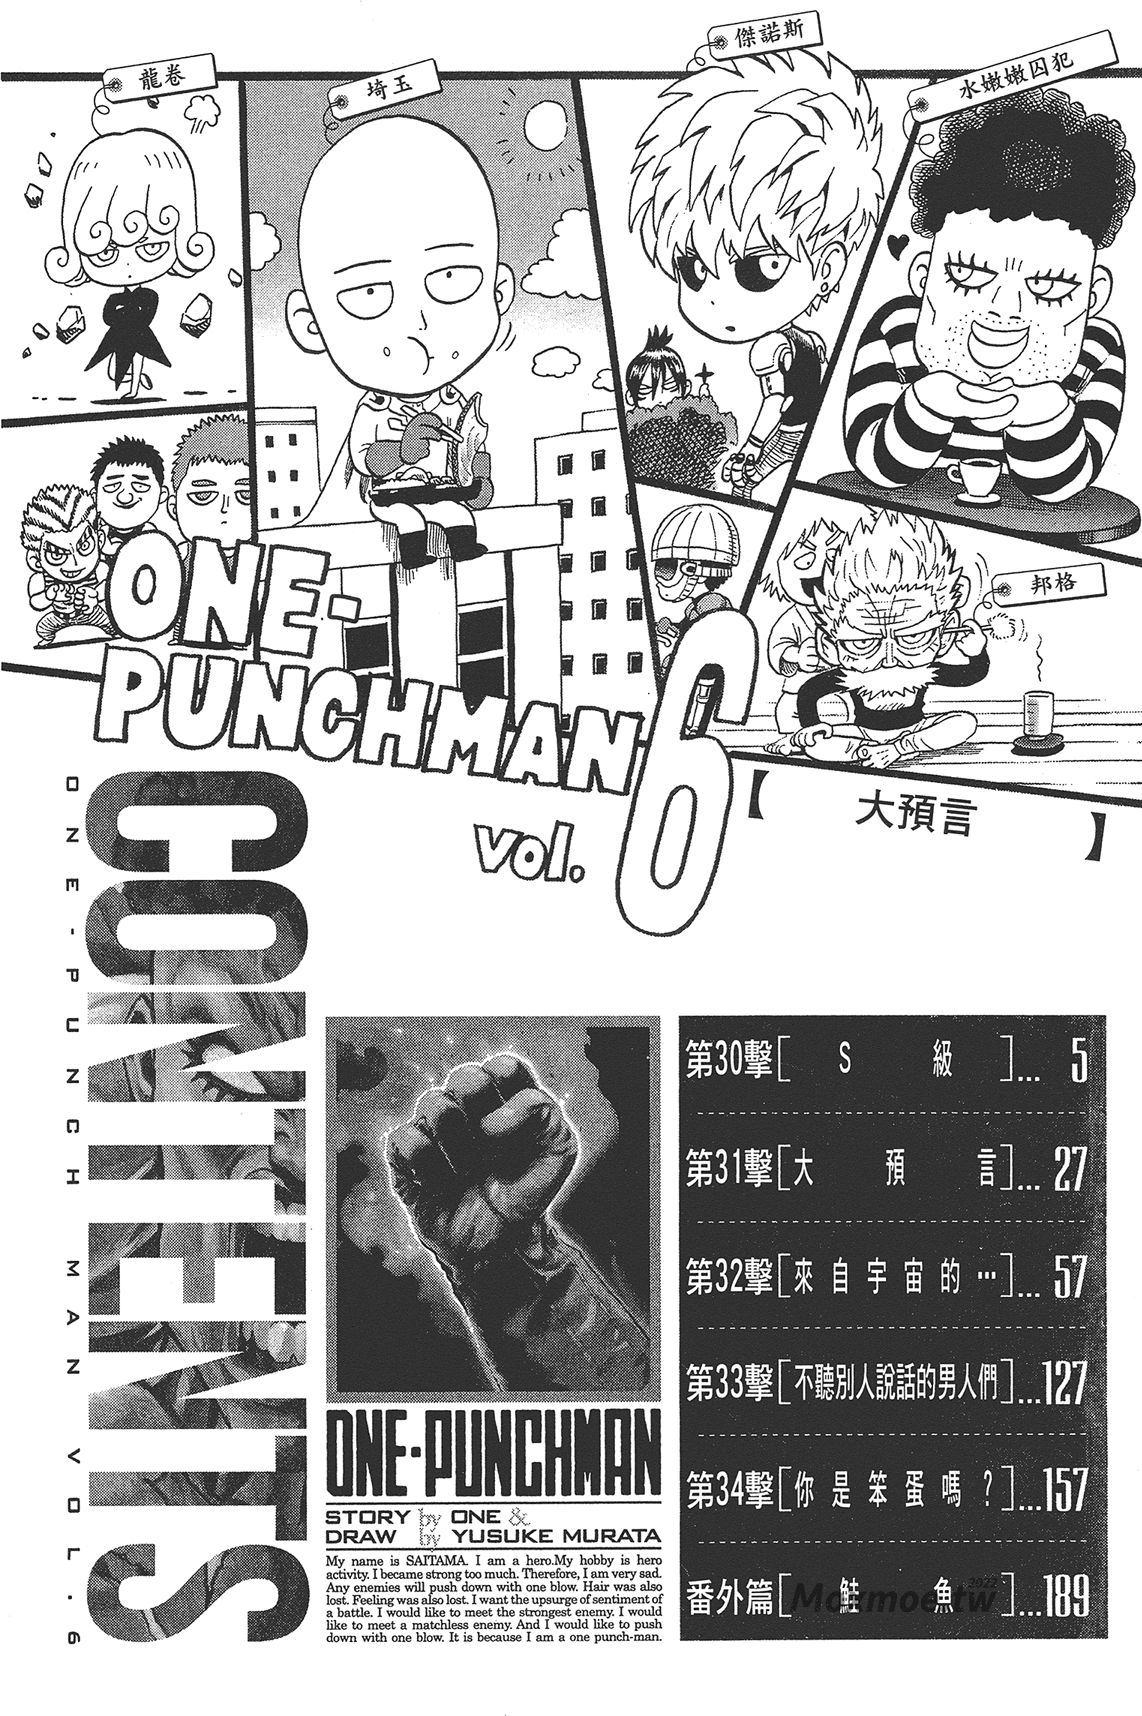 龍卷
埼玉
傑諾斯
水嫩嫩囚犯
邦格
ONE-
PUNCHMAN
vol. 6
【大預言】
CONTENTS
ONE-PUNCH MAN VOL.6
第30擊[S級]...5
第31擊[大預言]...27
第32擊[來自宇宙的…]...57
第33擊[不聽別人說話的男人們]...127
第34擊[你是笨蛋嗎？]...157
番外篇[鮭魚]...189
2022
Moxmoe.tw
ONE-PUNCHMAN
STORY by ONE &
DRAW by YUSUKE MURATA
My name is SAITAMA. I am a hero.My hobby is hero
activity. I became strong too much. Therefore, I am very sad.
Any enemies will push down with one blow. Hair was also
lost. Feeling was also lost. I want the upsurge of sentiment of
a battle. I would like to meet the strongest enemy. I would
like to meet a matchless enemy. And I would like to push
down with one blow. It is because I am a one punch-man.